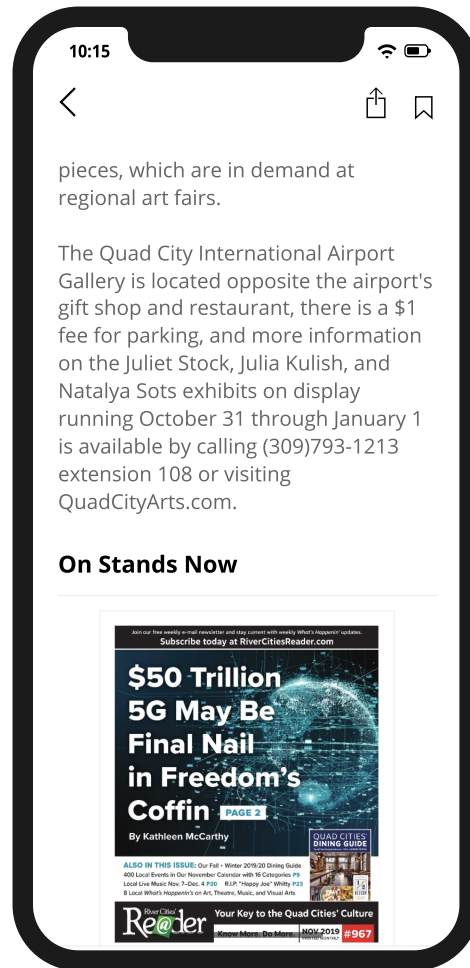 10:15
pieces, which are in demand at
regional art fairs.
The Quad City International Airport
Gallery is located opposite the airport's
gift shop and restaurant, there is a $1
fee for parking, and more information
on the Juliet Stock, Julia Kulish, and
Natalya Sots exhibits on display
running October 31 through January 1
is available by calling (309)793-1213
extension 108 or visiting
QuadCityArts.com.
On Stands Now
Join our free weekly e-mail newsletter and stay current with weekly What's Happenin' updates.
Subscribe today at RiverCitiesReader.com
$50 Trillion
5G May Be
Final Nail
in Freedom's
Coffin PAGE 2
By Kathleen McCarthy
QUAD CITIES'
DINING GUIDE
ALSO IN THIS ISSUE: Our Fall + Winter 2019/20 Dining Guide
400 Local Events in Our November Calendar with 16 Categories P5
Local Live Music Nov. 7-Dec. 4 P20 R.I.P. "Happy Joe" Whitty P23
8 Local What's Happenin's on Art, Theatre, Music, and Visual Arts
River Cities'
Reader
Your Key to the Quad Cities' Culture
Know More. Do More.
NOV 2019
PRINTED MONTHLY
#967